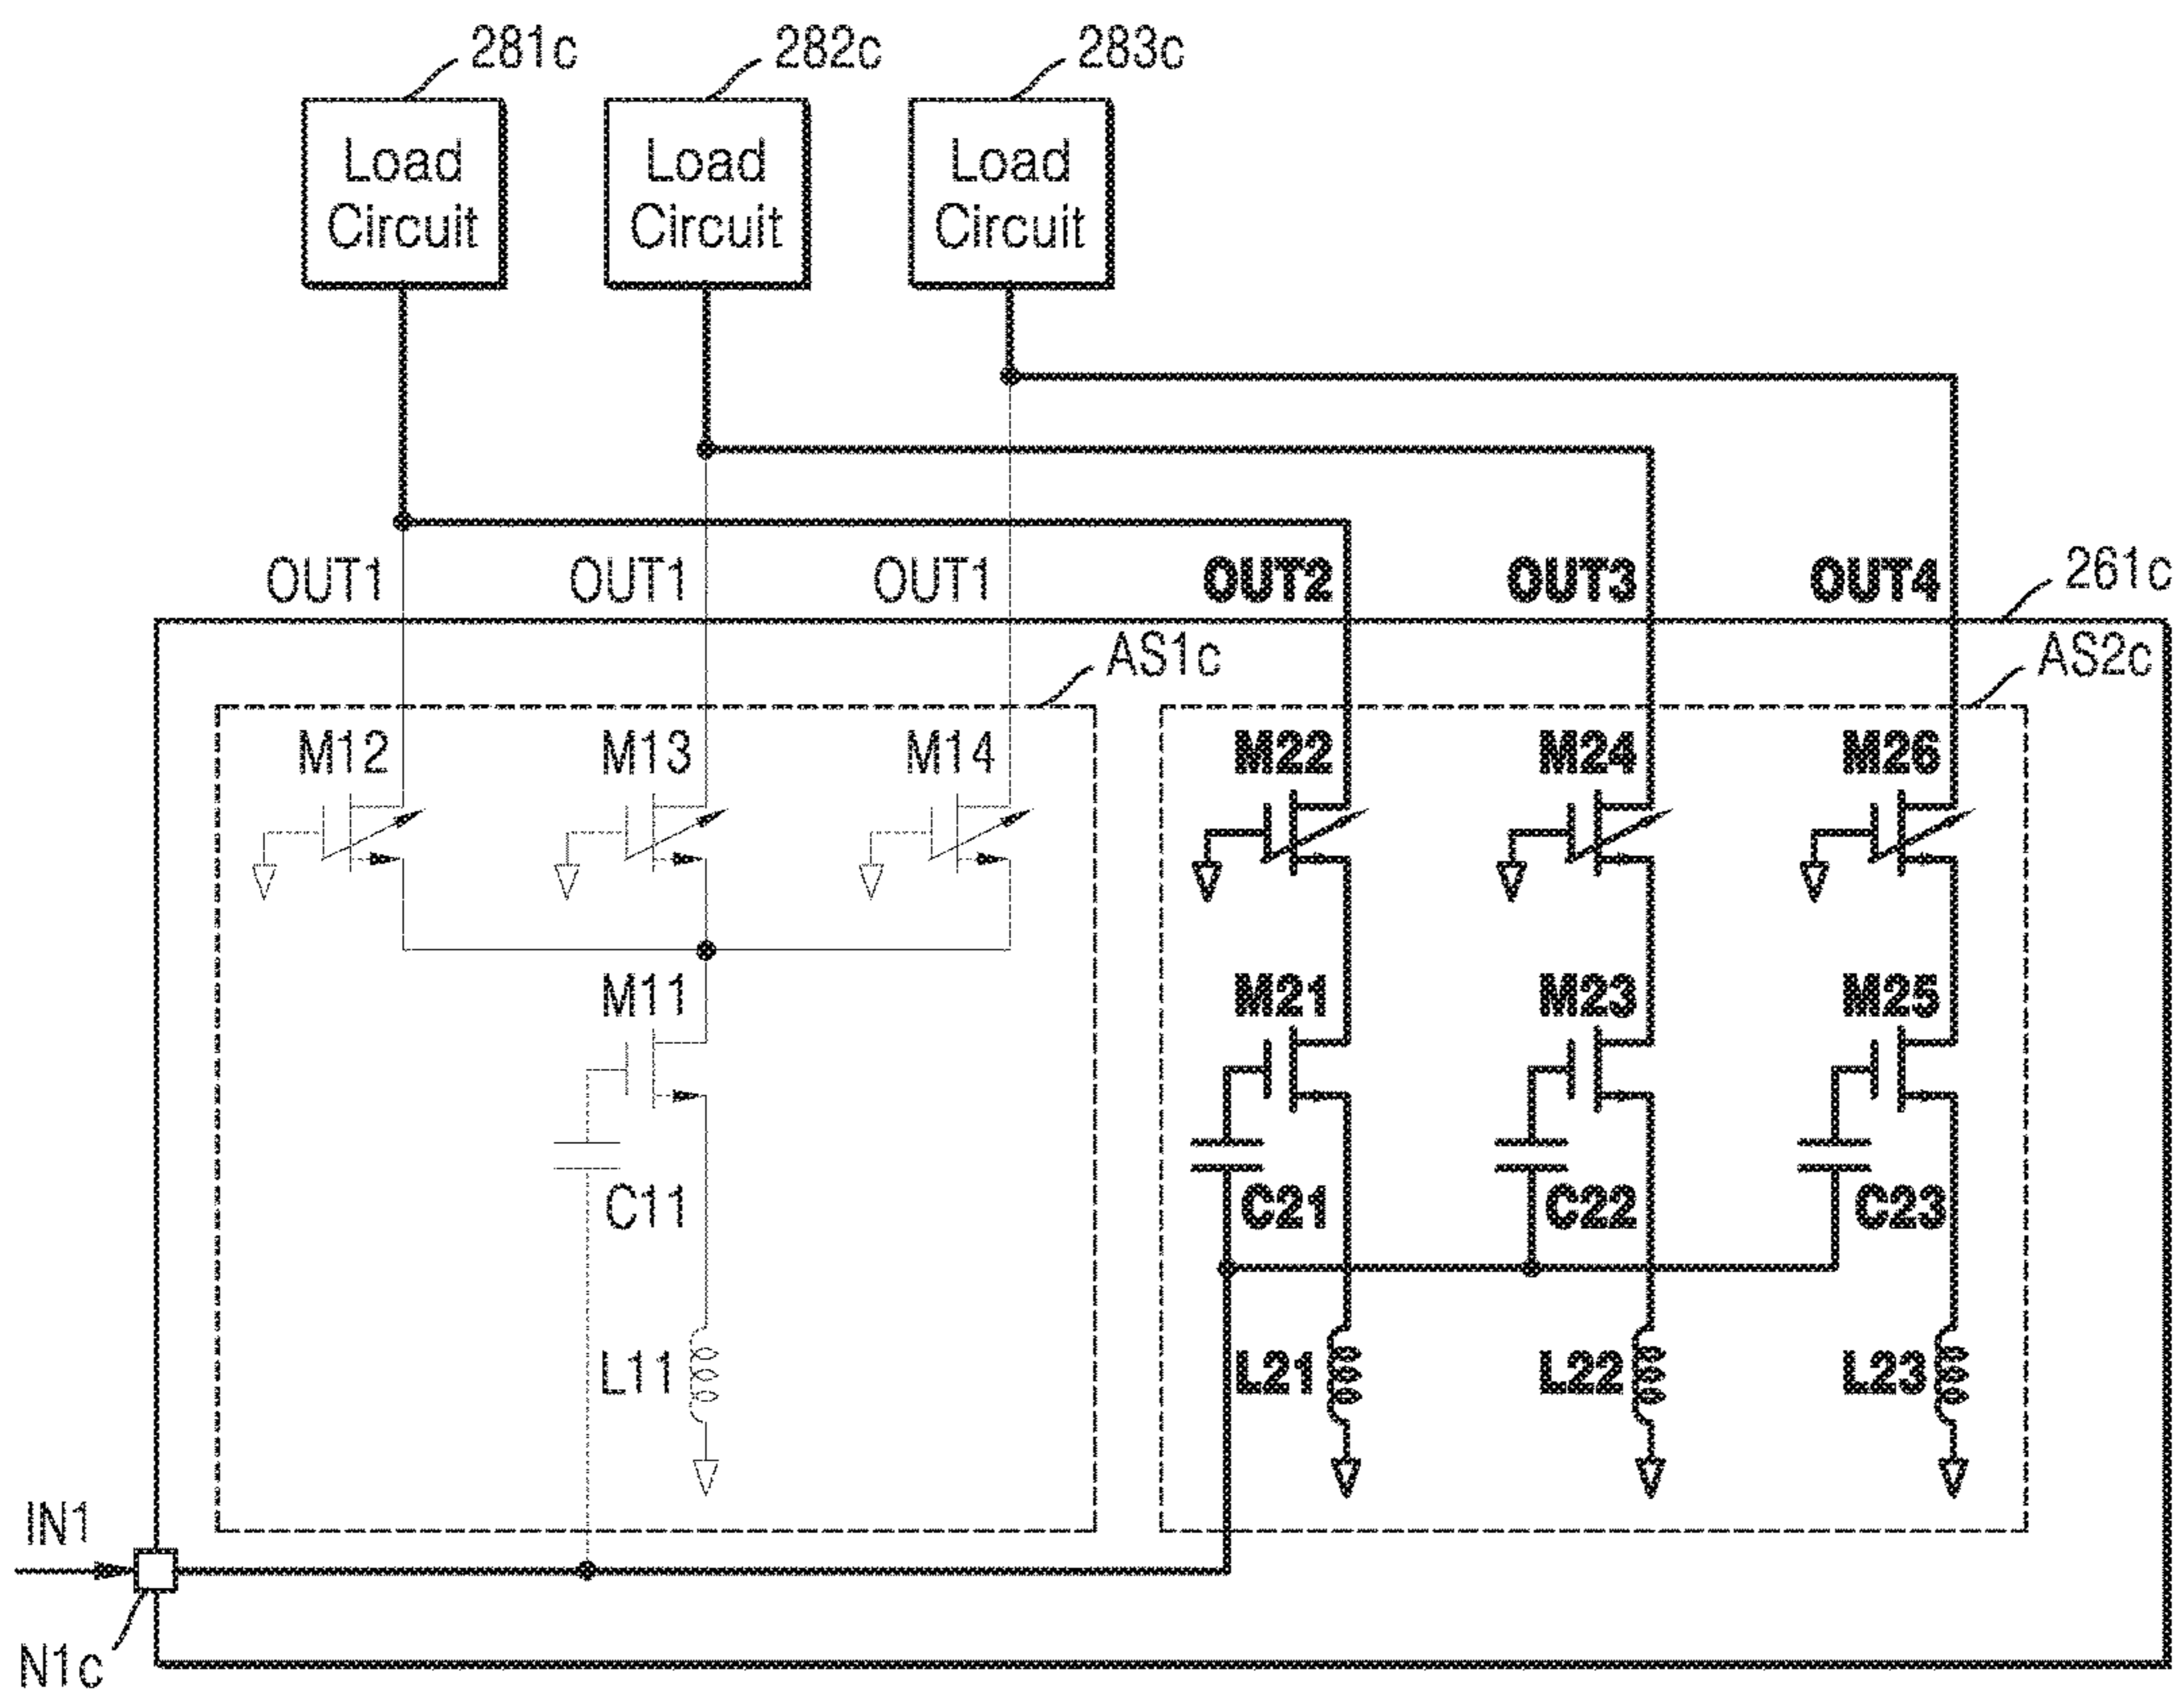 281c 282c 283c
Load Circuit
Load Circuit
Load Circuit
OUT1 OUT1 OUT1 OUT2 OUT3 OUT4
261c
AS1c AS2c
M12 M13 M14 M22 M24 M26
M11 M21 M23 M25
C11 C21 C22 C23
L11 L21 L22 L23
IN1
N1c